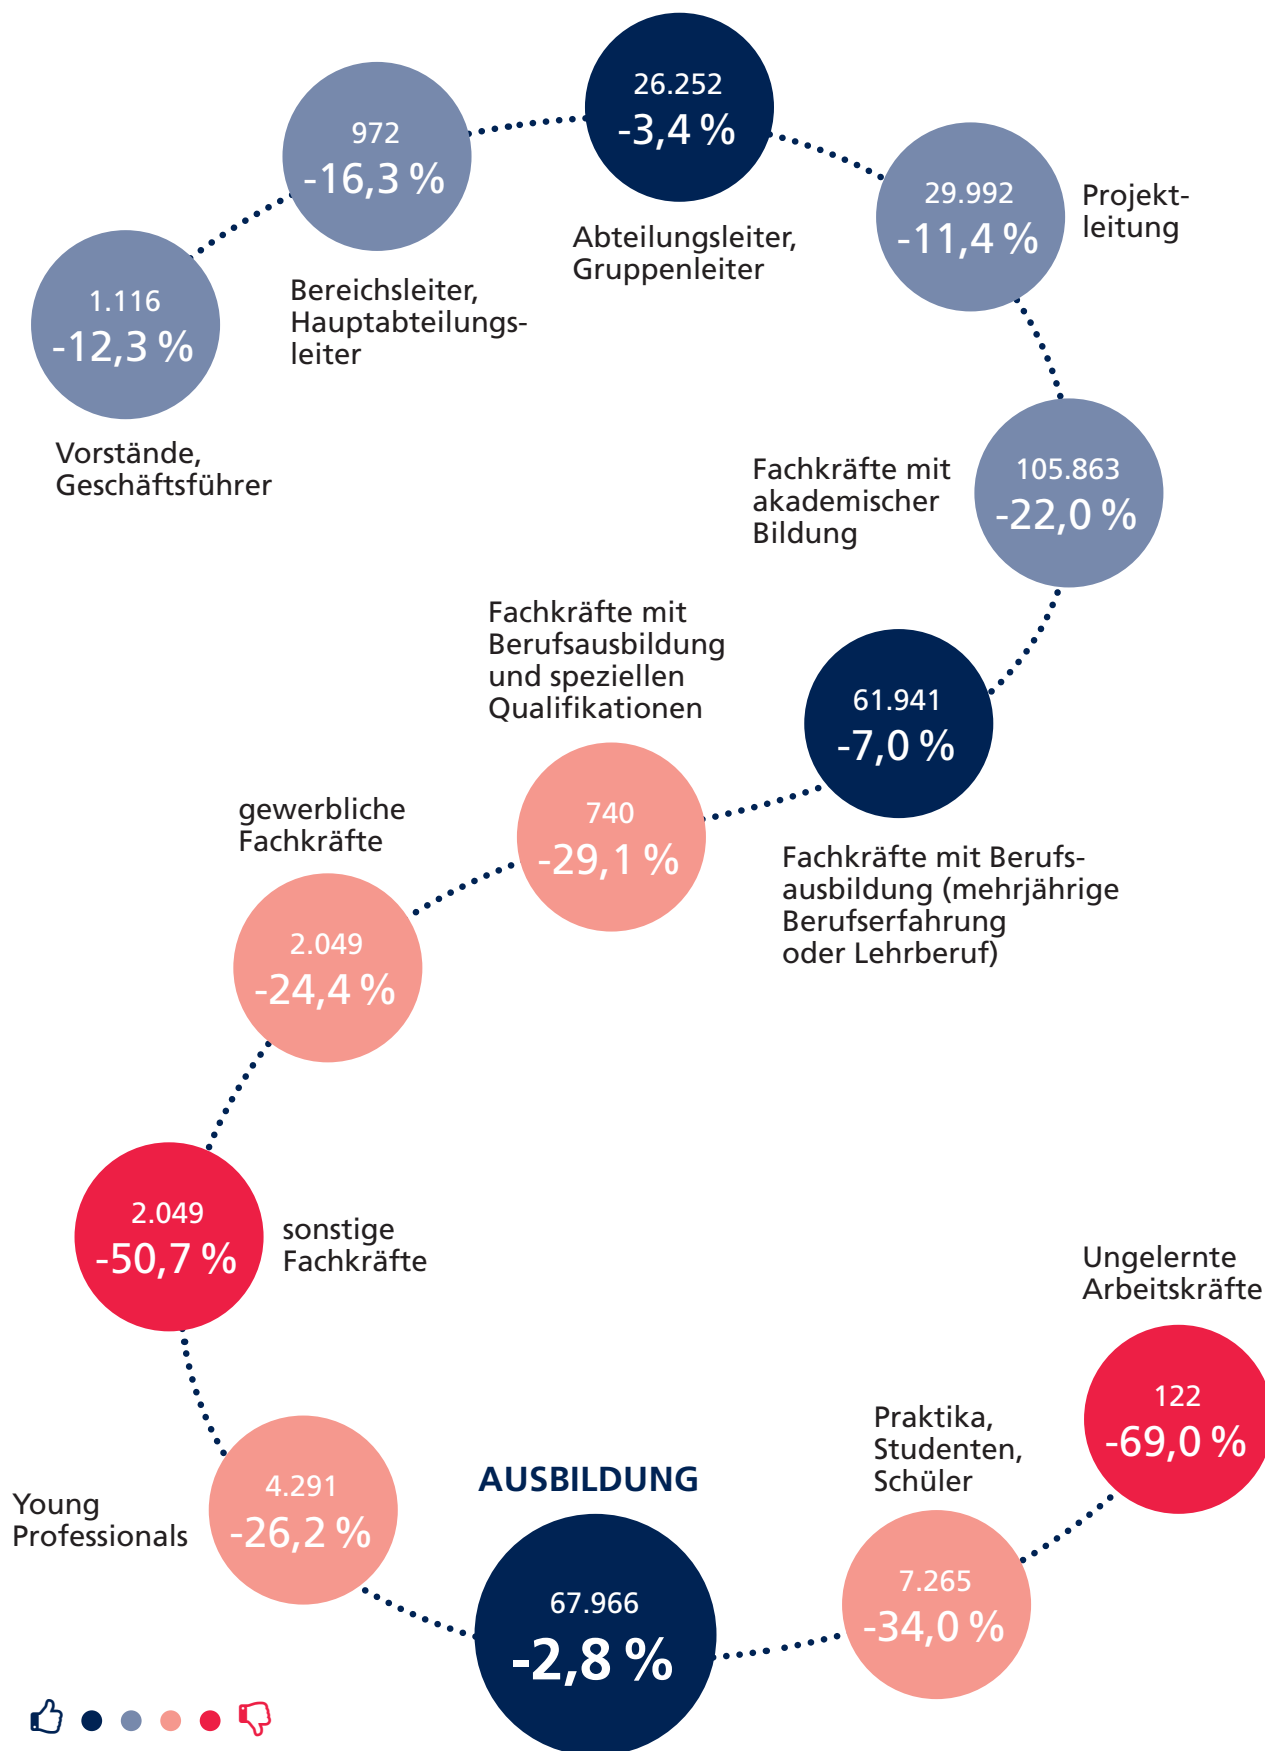 26.252
-3,4 %
Abteilungsleiter,
Gruppenleiter
972
-16,3 %
Bereichsleiter,
Hauptabteilungs-
leiter
29.992
-11,4 %
Projekt-
leitung
1.116
-12,3 %
Vorstände,
Geschäftsführer
Fachkräfte mit
akademischer
Bildung
105.863
-22,0 %
Fachkräfte mit
Berufsausbildung
und speziellen
Qualifikationen
740
-29,1 %
61.941
-7,0 %
Fachkräfte mit Berufs-
ausbildung (mehrjährige
Berufserfahrung
oder Lehrberuf)
gewerbliche
Fachkräfte
2.049
-24,4 %
2.049
-50,7 %
sonstige
Fachkräfte
Ungelernte
Arbeitskräfte
122
-69,0 %
Young
Professionals
4.291
-26,2 %
AUSBILDUNG
67.966
-2,8 %
Praktika,
Studenten,
Schüler
7.265
-34,0 %